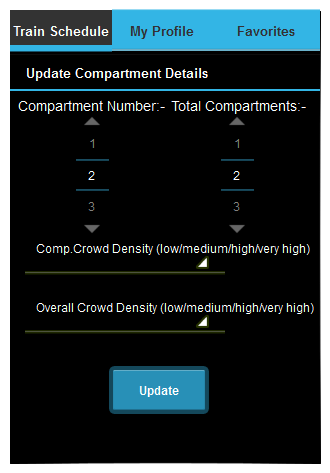 Train Schedule My Profile Favorites
Update Compartment Details
Compartment Number:- Total Compartments:-
1 1
2 2
3 3
Comp.Crowd Density (low/medium/high/very high)
Overall Crowd Density (low/medium/high/very high)
Update